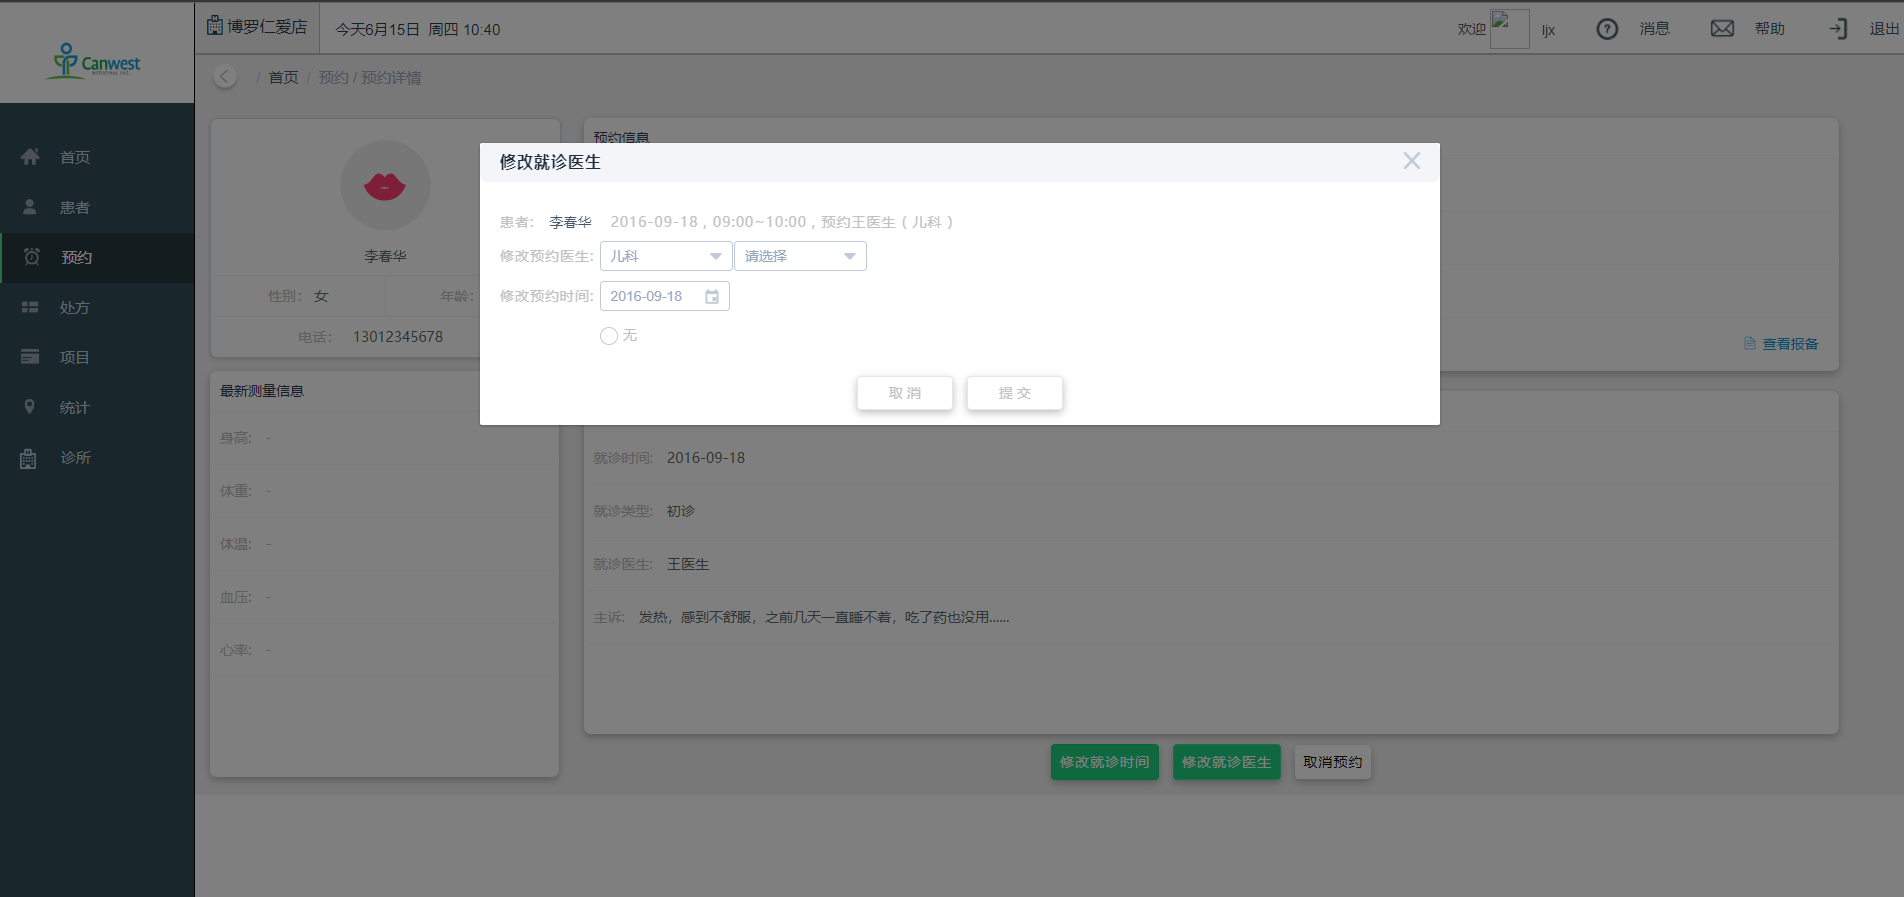 博罗仁爱店 今天6月15日 周四 10:40 欢迎 ljx 消息 帮助 退出
Canwest
/ 首页 / 预约 / 预约详情
首页
患者
预约
处方
项目
统计
诊所
李春华
性别: 女 年龄:
电话: 13012345678
最新测量信息
身高: -
体重: -
体温: -
血压: -
心率: -
预约信息
修改就诊医生
患者: 李春华 2016-09-18，09:00~10:00，预约王医生（儿科）
修改预约医生: 儿科 请选择
修改预约时间: 2016-09-18
无
取消 提交
查看报备
就诊时间: 2016-09-18
就诊类型: 初诊
就诊医生: 王医生
主诉: 发热，感到不舒服，之前几天一直睡不着，吃了药也没用......
修改就诊时间 修改就诊医生 取消预约